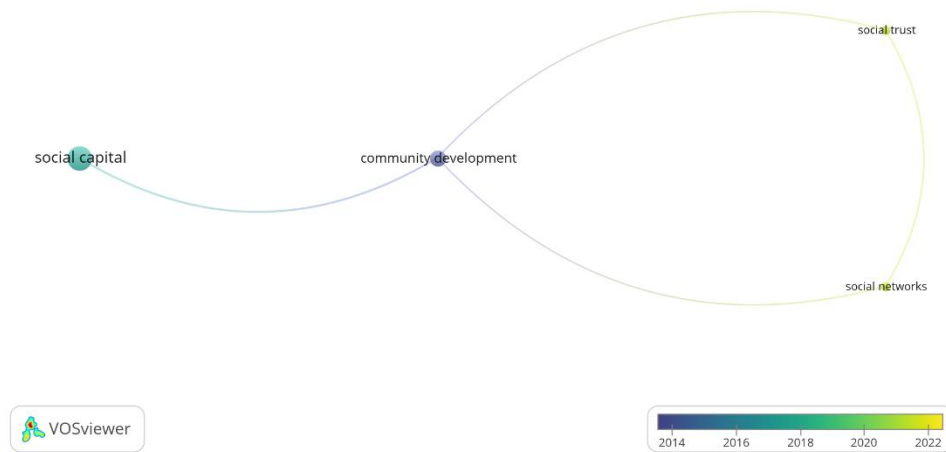 social trust
social capital
community development
social networks
VOSviewer
2014 2016 2018 2020 2022